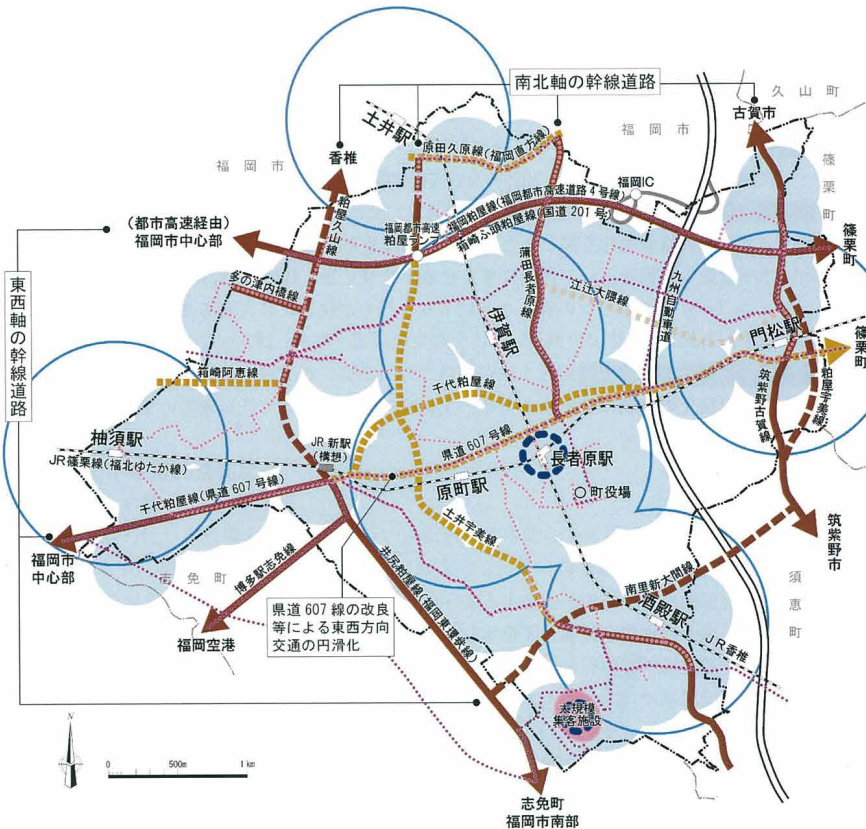 南北軸の幹線道路
久山町
古賀市
土井駅
原田久原線(福岡直方線)
福岡市
福岡市
香椎
篠栗町
福岡IC
福岡粕屋線(福岡都市高速道路4号線)
箱崎ふ頭粕屋線(国道201号)
福岡都市高速
粕屋ランプ
(都市高速経由)
福岡市中心部
粕屋久山線
篠栗町
蒲田長者原線
九州自動車道
東西軸の幹線道路
多の津内橋線
江辻大隈線
伊賀駅
門松駅
篠栗町
箱崎阿恵線
千代粕屋線
筑紫野古賀線
粕屋宇美線
柚須駅
JR新駅
(構想)
県道607号線
長者原駅
JR篠栗線(福北ゆたか線)
原町駅
町役場
千代粕屋線(県道607号線)
土井宇美線
福岡市
中心部
筑紫野市
志免町
博多駅志免線
井尻粕屋線(福岡東環状線)
南里新大間線
須恵町
県道607線の改良
等による東西方向
交通の円滑化
酒殿駅
福岡空港
JR香椎
大規模
集客施設
N
0 500m 1km
志免町
福岡市南部